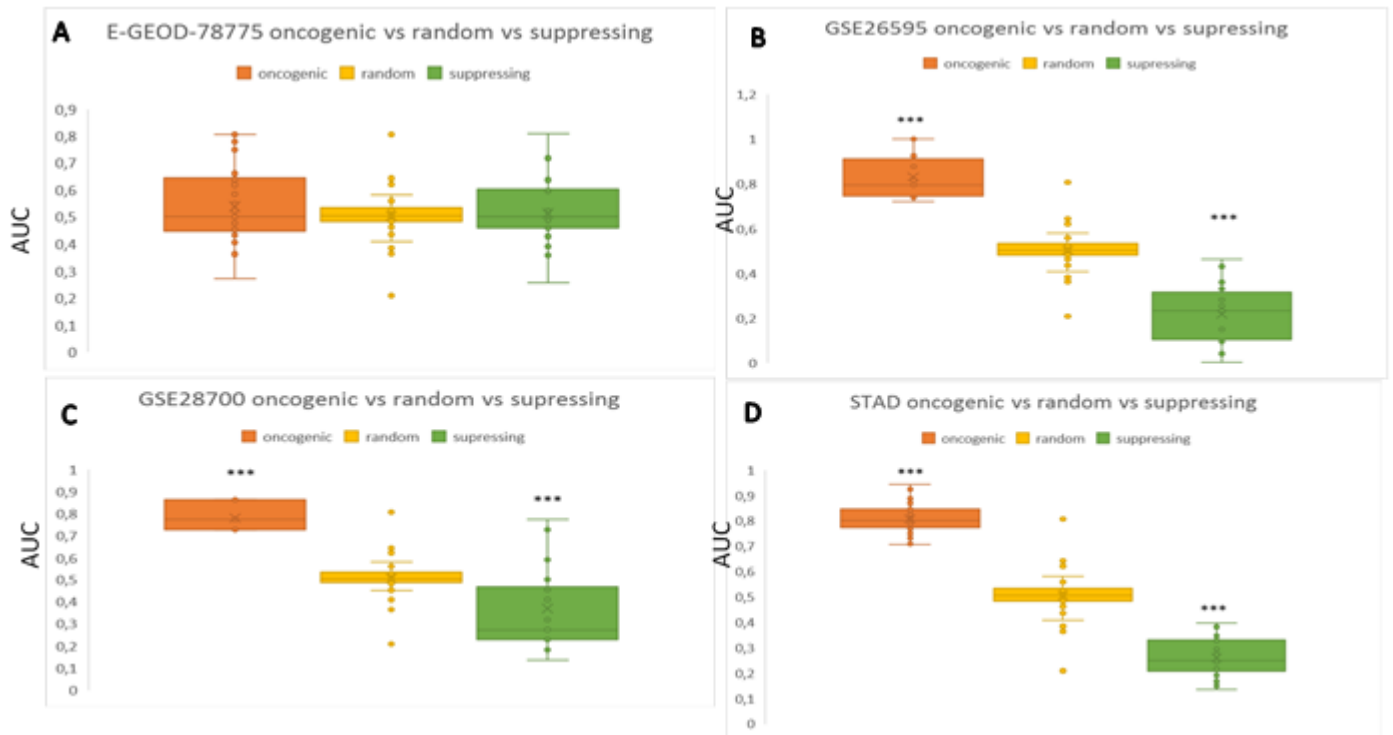 A
E-GEOD-78775 oncogenic vs random vs suppressing
oncogenic random suppressing
0,9
0,8
0,7
0,6
0,5
0,4
0,3
0,2
0,1
0
AUC
B
GSE26595 oncogenic vs random vs supressing
oncogenic random suppressing
1,2
1
0,8
0,6
0,4
0,2
0
AUC
***
***
C
GSE28700 oncogenic vs random vs supressing
oncogenic random supressing
1
0,9
0,8
0,7
0,6
0,5
0,4
0,3
0,2
0,1
0
AUC
***
***
D
STAD oncogenic vs random vs suppressing
oncogenic random suppressing
1
0,9
0,8
0,7
0,6
0,5
0,4
0,3
0,2
0,1
0
AUC
***
***